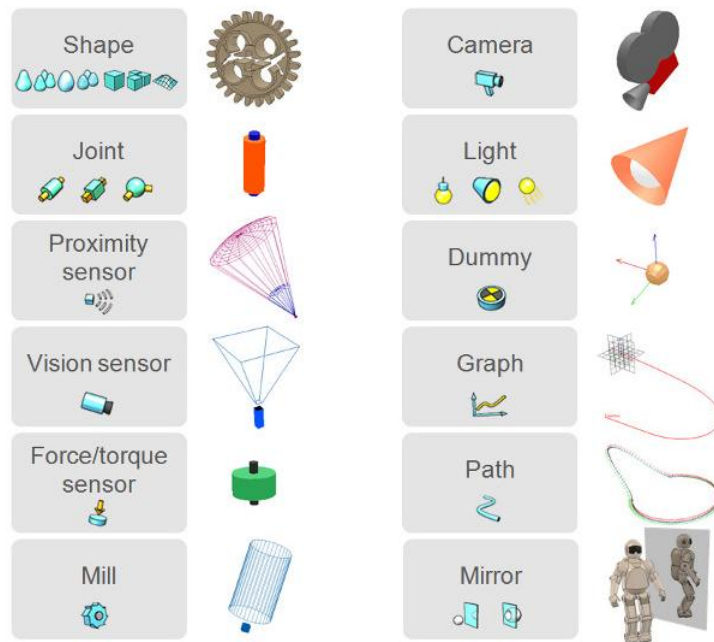 Shape
Camera
Joint
Light
Proximity
sensor
Dummy
Vision sensor
Graph
Force/torque
sensor
Path
Mill
Mirror